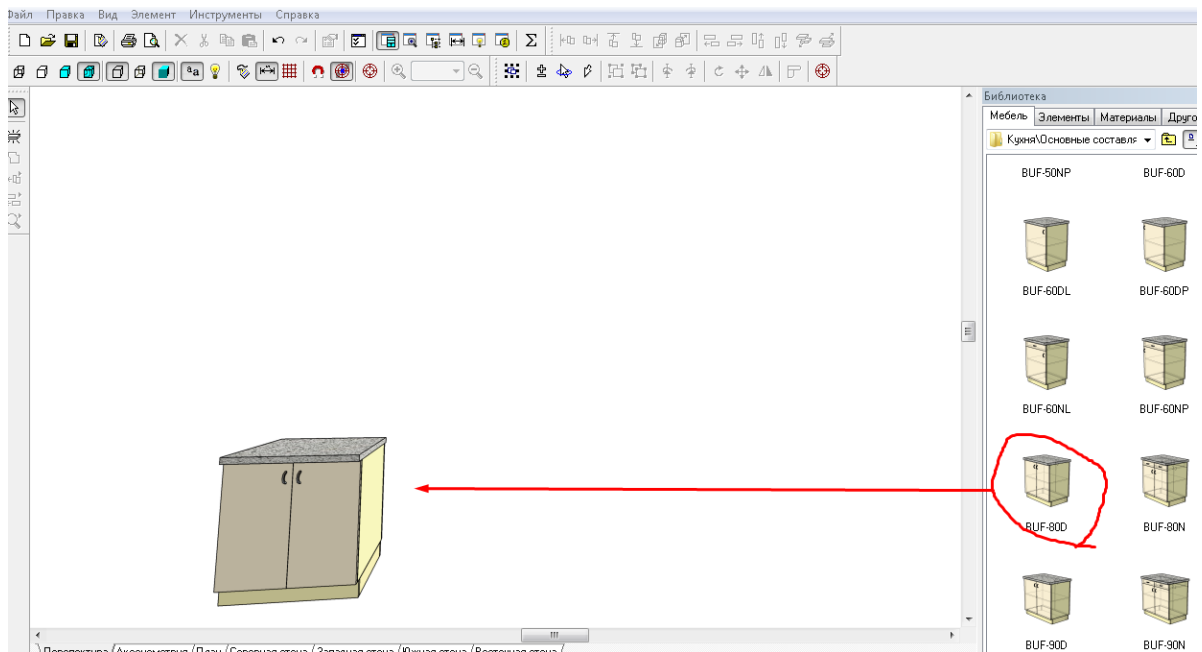 Файл Правка Вид Элемент Инструменты Справка
Библиотека
Мебель Элементы Материалы Друго
Кухня\Основные составля
BUF-50NP BUF-60D
BUF-60DL BUF-60DP
BUF-60NL BUF-60NP
BUF-80D BUF-80N
BUF-90D BUF-90N
Перспектива Аксонометрия План Северная стена Западная стена Южная стена Восточная стена